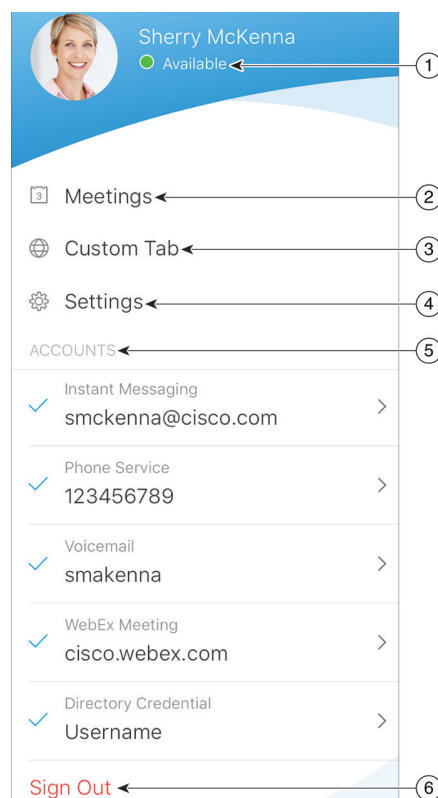 Sherry McKenna
Available
1
3
Meetings
2
Custom Tab
3
Settings
4
ACCOUNTS
5
Instant Messaging
smckenna@cisco.com
Phone Service
123456789
Voicemail
smakenna
WebEx Meeting
cisco.webex.com
Directory Credential
Username
Sign Out
6